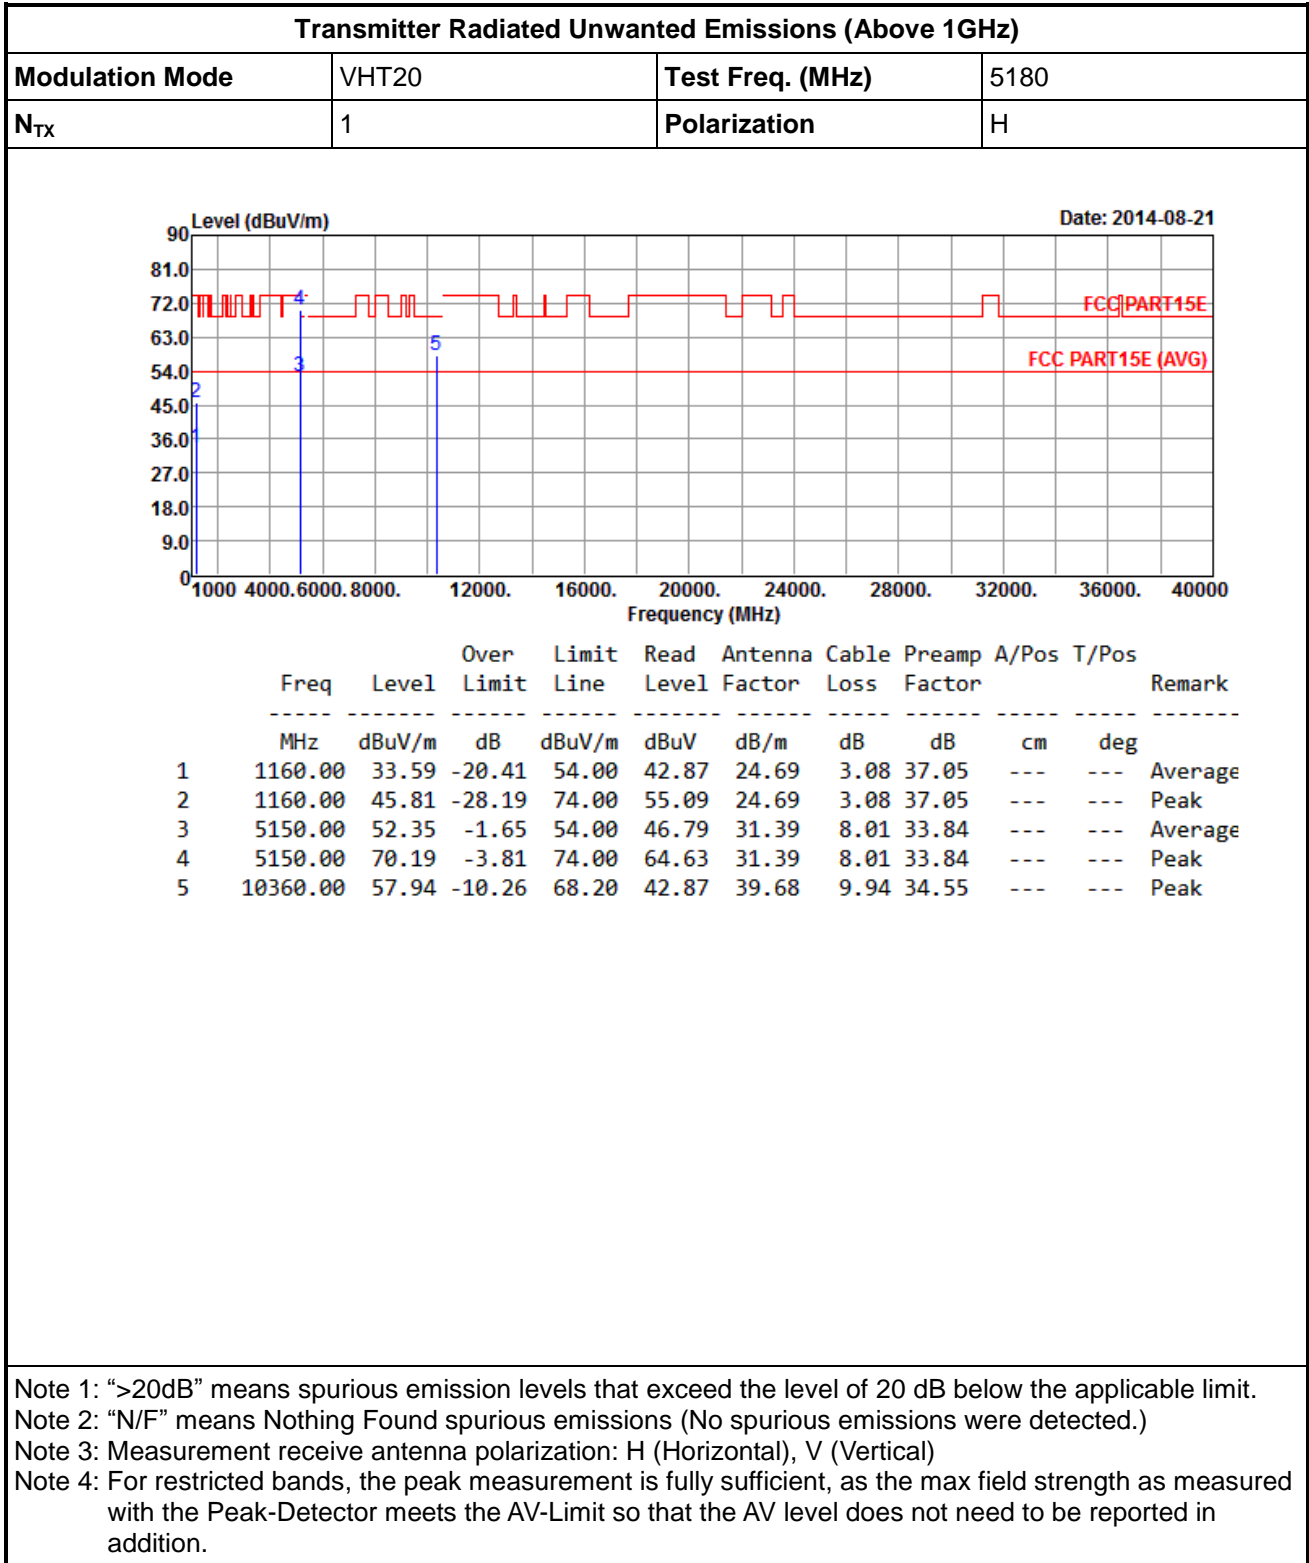 Transmitter Radiated Unwanted Emissions (Above 1GHz)
Modulation Mode VHT20 Test Freq. (MHz) 5180
NTX 1 Polarization H
Level (dBuV/m) Date: 2014-08-21
90
81.0
72.0
63.0
54.0
45.0
36.0
27.0
18.0
9.0
0
FCC PART15E
FCC PART15E (AVG)
1
2
3
4
5
1000 4000. 6000. 8000. 12000. 16000. 20000. 24000. 28000. 32000. 36000. 40000
Frequency (MHz)
Over Limit Read Antenna Cable Preamp A/Pos T/Pos
Freq Level Limit Line Level Factor Loss Factor Remark
----- ------- ------ ------ ------- ------ ----- ------ ----- ----- -------
MHz dBuV/m dB dBuV/m dBuV dB/m dB dB cm deg
1 1160.00 33.59 -20.41 54.00 42.87 24.69 3.08 37.05 --- --- Average
2 1160.00 45.81 -28.19 74.00 55.09 24.69 3.08 37.05 --- --- Peak
3 5150.00 52.35 -1.65 54.00 46.79 31.39 8.01 33.84 --- --- Average
4 5150.00 70.19 -3.81 74.00 64.63 31.39 8.01 33.84 --- --- Peak
5 10360.00 57.94 -10.26 68.20 42.87 39.68 9.94 34.55 --- --- Peak
Note 1: “>20dB” means spurious emission levels that exceed the level of 20 dB below the applicable limit.
Note 2: “N/F” means Nothing Found spurious emissions (No spurious emissions were detected.)
Note 3: Measurement receive antenna polarization: H (Horizontal), V (Vertical)
Note 4: For restricted bands, the peak measurement is fully sufficient, as the max field strength as measured
with the Peak-Detector meets the AV-Limit so that the AV level does not need to be reported in
addition.